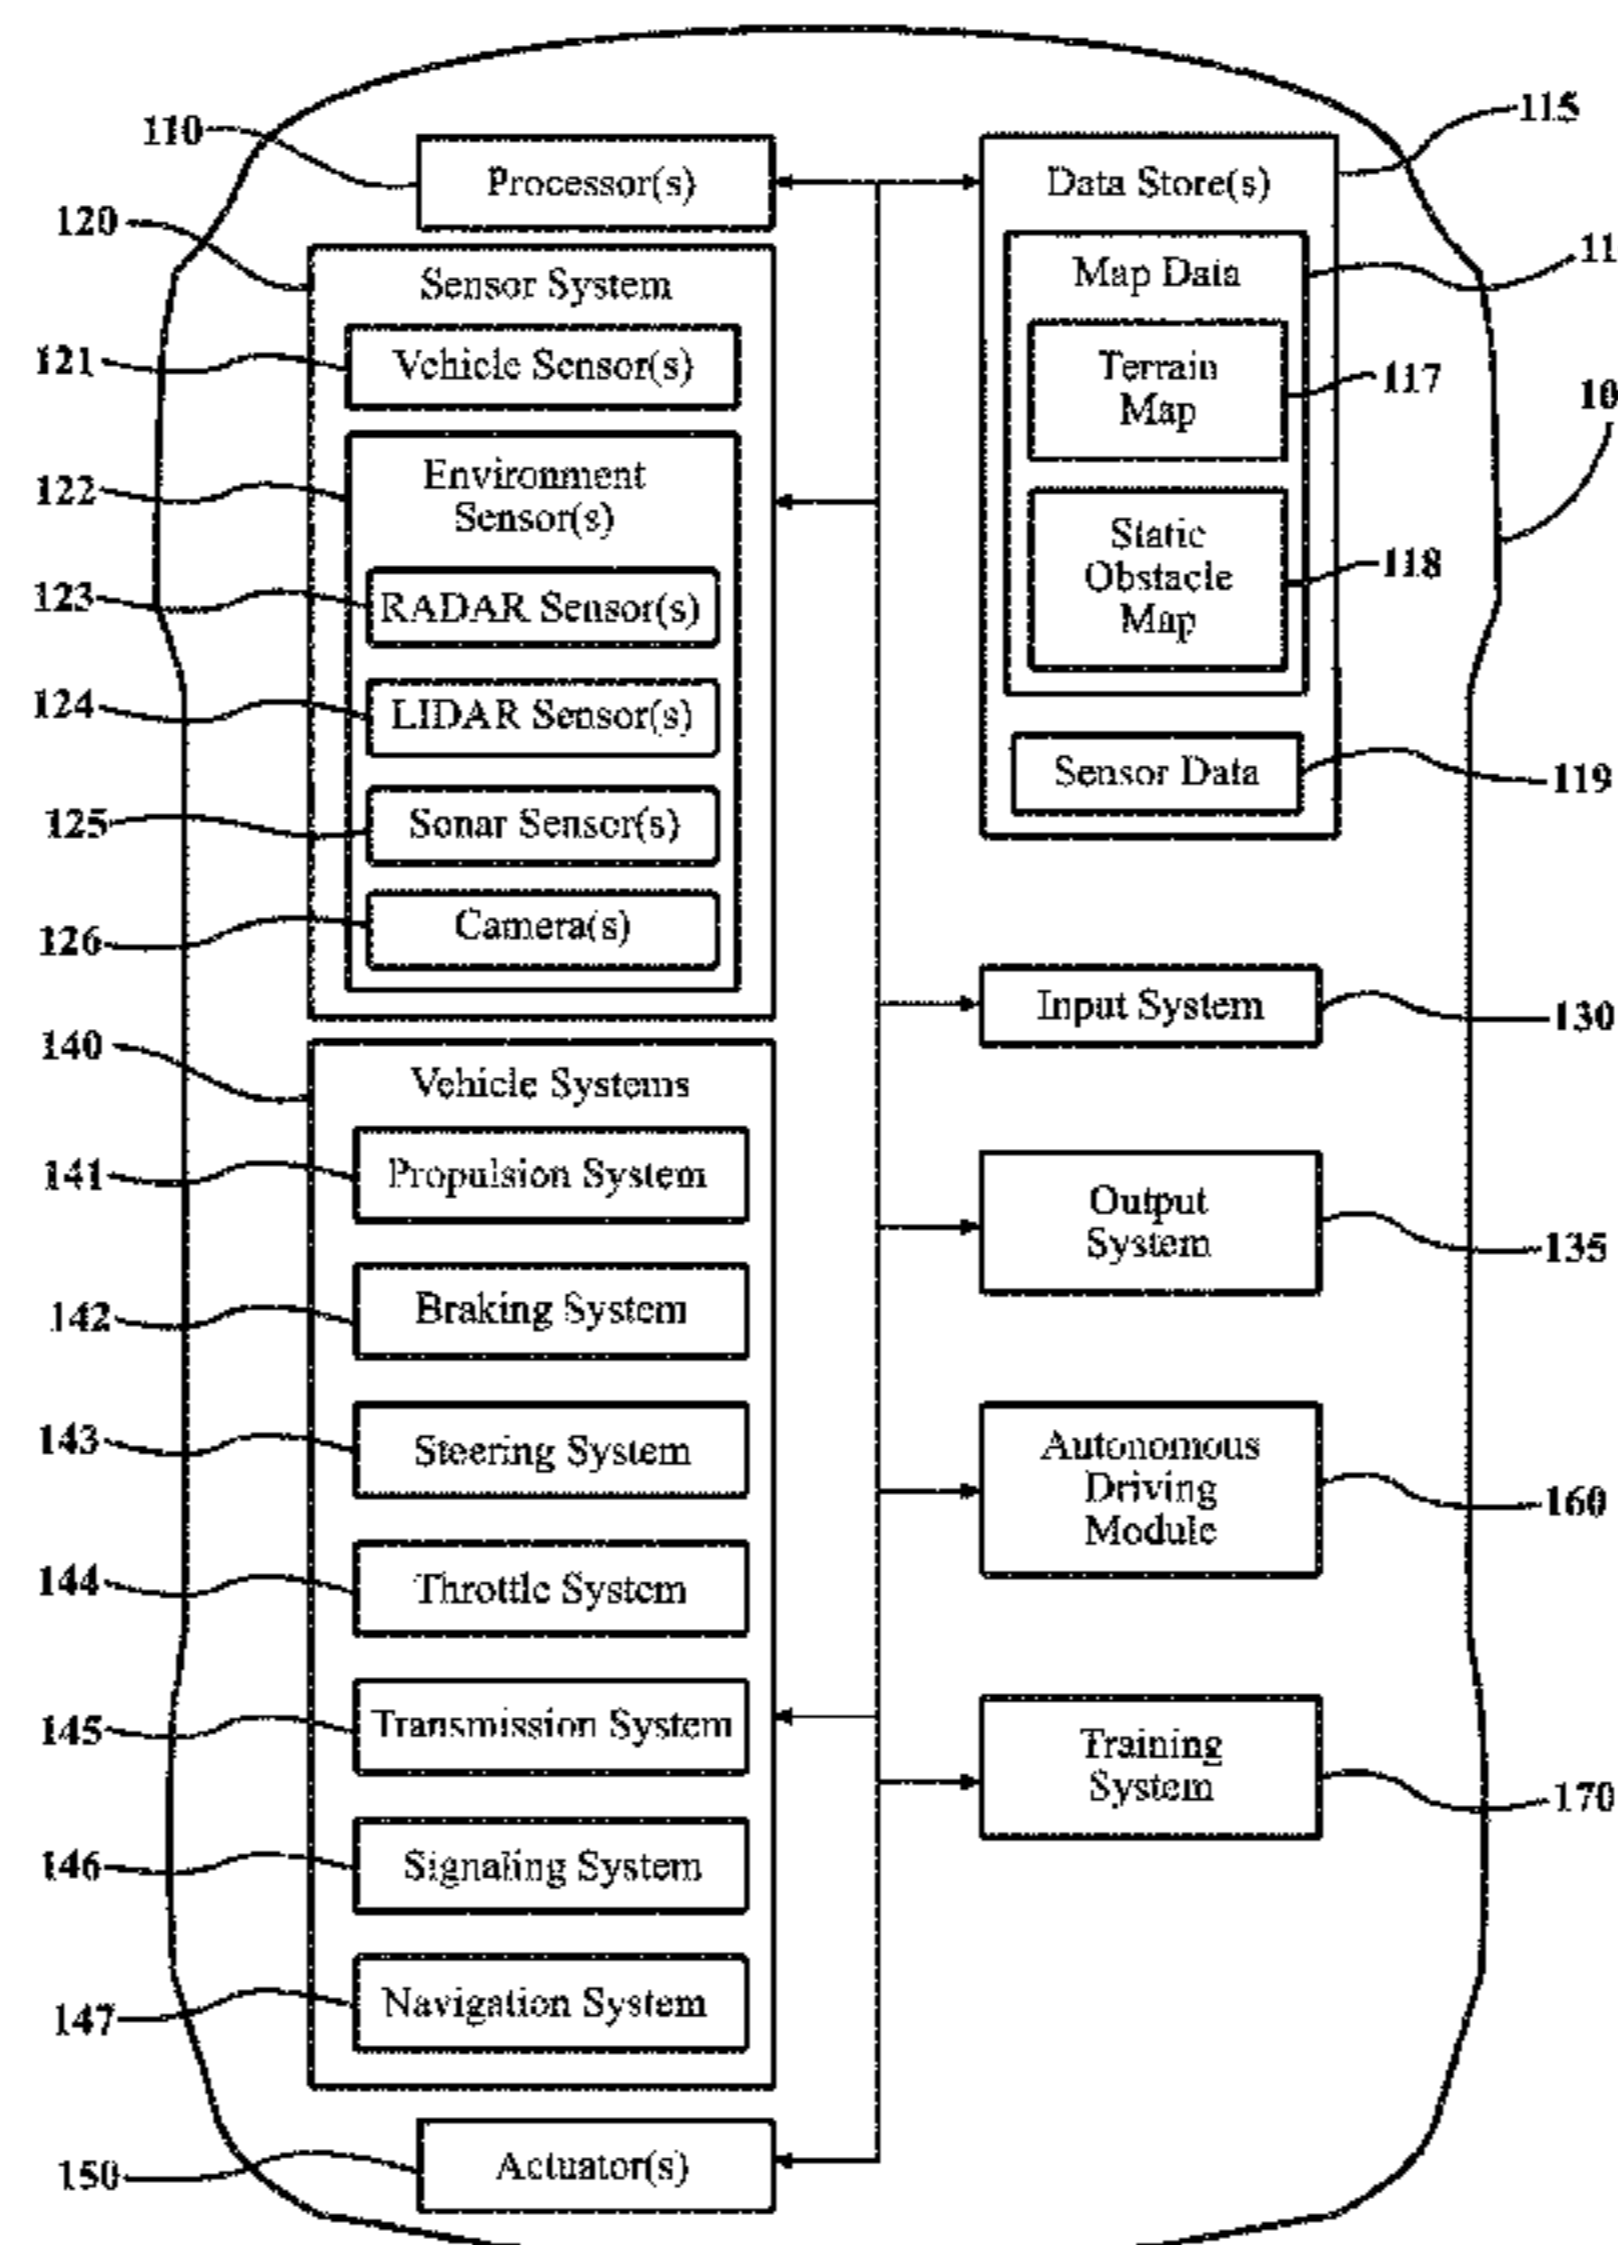 110
Processor(s)
120
Sensor System
121
Vehicle Sensor(s)
122
Environment
Sensor(s)
123
RADAR Sensor(s)
124
LIDAR Sensor(s)
125
Sonar Sensor(s)
126
Camera(s)
140
Vehicle Systems
141
Propulsion System
142
Braking System
143
Steering System
144
Throttle System
145
Transmission System
146
Signaling System
147
Navigation System
150
Actuator(s)
115
Data Store(s)
11
Map Data
Terrain
Map
117
10
Static
Obstacle
Map
118
Sensor Data
119
Input System
130
Output
System
135
Autonomous
Driving
Module
160
Training
System
170